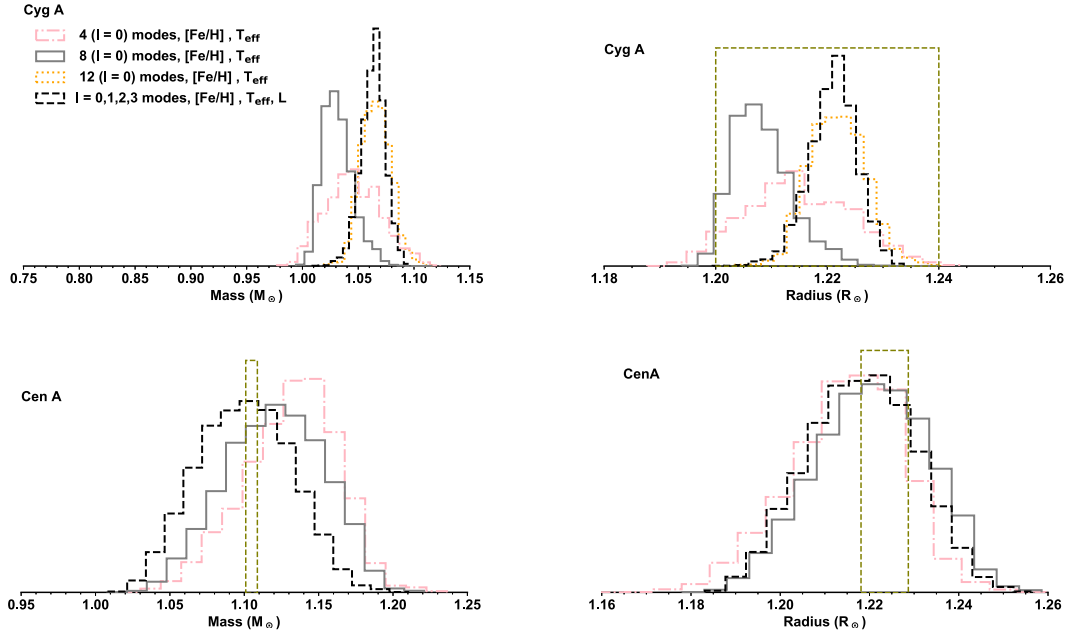 Cyg A
4 (l = 0) modes, [Fe/H] , Teff
8 (l = 0) modes, [Fe/H] , Teff
12 (l = 0) modes, [Fe/H] , Teff
l = 0,1,2,3 modes, [Fe/H] , Teff, L
0.75 0.80 0.85 0.90 0.95 1.00 1.05 1.10 1.15
Mass (M⊙)
Cyg A
1.18 1.20 1.22 1.24 1.26
Radius (R⊙)
Cen A
0.95 1.00 1.05 1.10 1.15 1.20 1.25
Mass (M⊙)
CenA
1.16 1.18 1.20 1.22 1.24 1.26
Radius (R⊙)